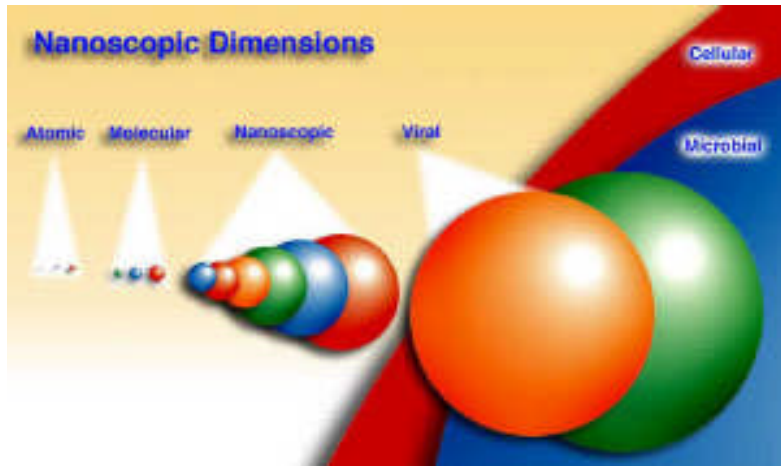 Nanoscopic Dimensions
Cellular
Atomic Molecular Nanoscopic Viral
Microbial